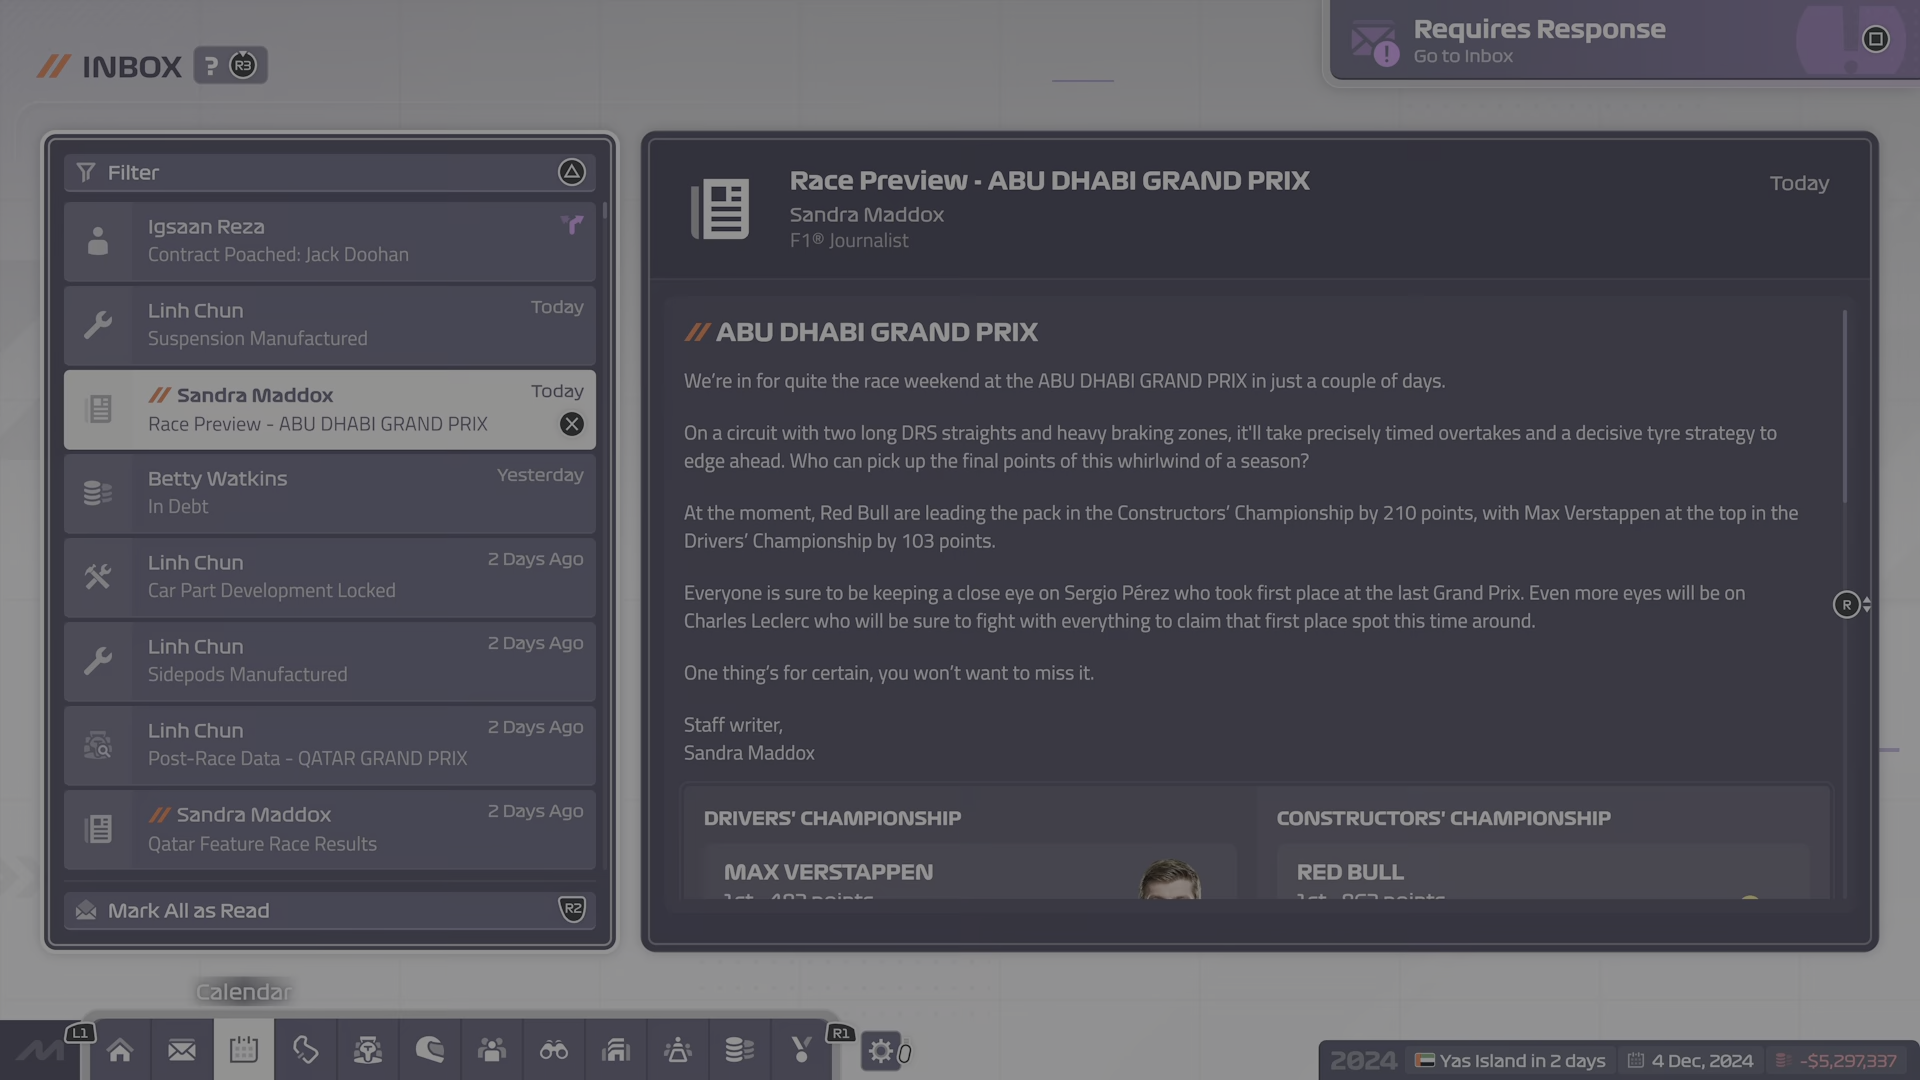 INBOX
?
R3
Requires Response
Go to Inbox
Filter
Igsaan Reza
Contract Poached: Jack Doohan
Linh Chun
Today
Suspension Manufactured
Sandra Maddox
Today
Race Preview - ABU DHABI GRAND PRIX
Betty Watkins
Yesterday
In Debt
Linh Chun
2 Days Ago
Car Part Development Locked
Linh Chun
2 Days Ago
Sidepods Manufactured
Linh Chun
2 Days Ago
Post-Race Data - QATAR GRAND PRIX
Sandra Maddox
2 Days Ago
Qatar Feature Race Results
Mark All as Read
R2
Race Preview - ABU DHABI GRAND PRIX
Today
Sandra Maddox
F1® Journalist
ABU DHABI GRAND PRIX
We're in for quite the race weekend at the ABU DHABI GRAND PRIX in just a couple of days.
On a circuit with two long DRS straights and heavy braking zones, it'll take precisely timed overtakes and a decisive tyre strategy to
edge ahead. Who can pick up the final points of this whirlwind of a season?
At the moment, Red Bull are leading the pack in the Constructors' Championship by 210 points, with Max Verstappen at the top in the
Drivers' Championship by 103 points.
Everyone is sure to be keeping a close eye on Sergio Pérez who took first place at the last Grand Prix. Even more eyes will be on
Charles Leclerc who will be sure to fight with everything to claim that first place spot this time around.
R
One thing's for certain, you won't want to miss it.
Staff writer,
Sandra Maddox
DRIVERS' CHAMPIONSHIP
CONSTRUCTORS' CHAMPIONSHIP
MAX VERSTAPPEN
RED BULL
1st
points
1st
points
Calendar
L1
R1
2024
Yas Island in 2 days
4 Dec, 2024
-$5,297,337